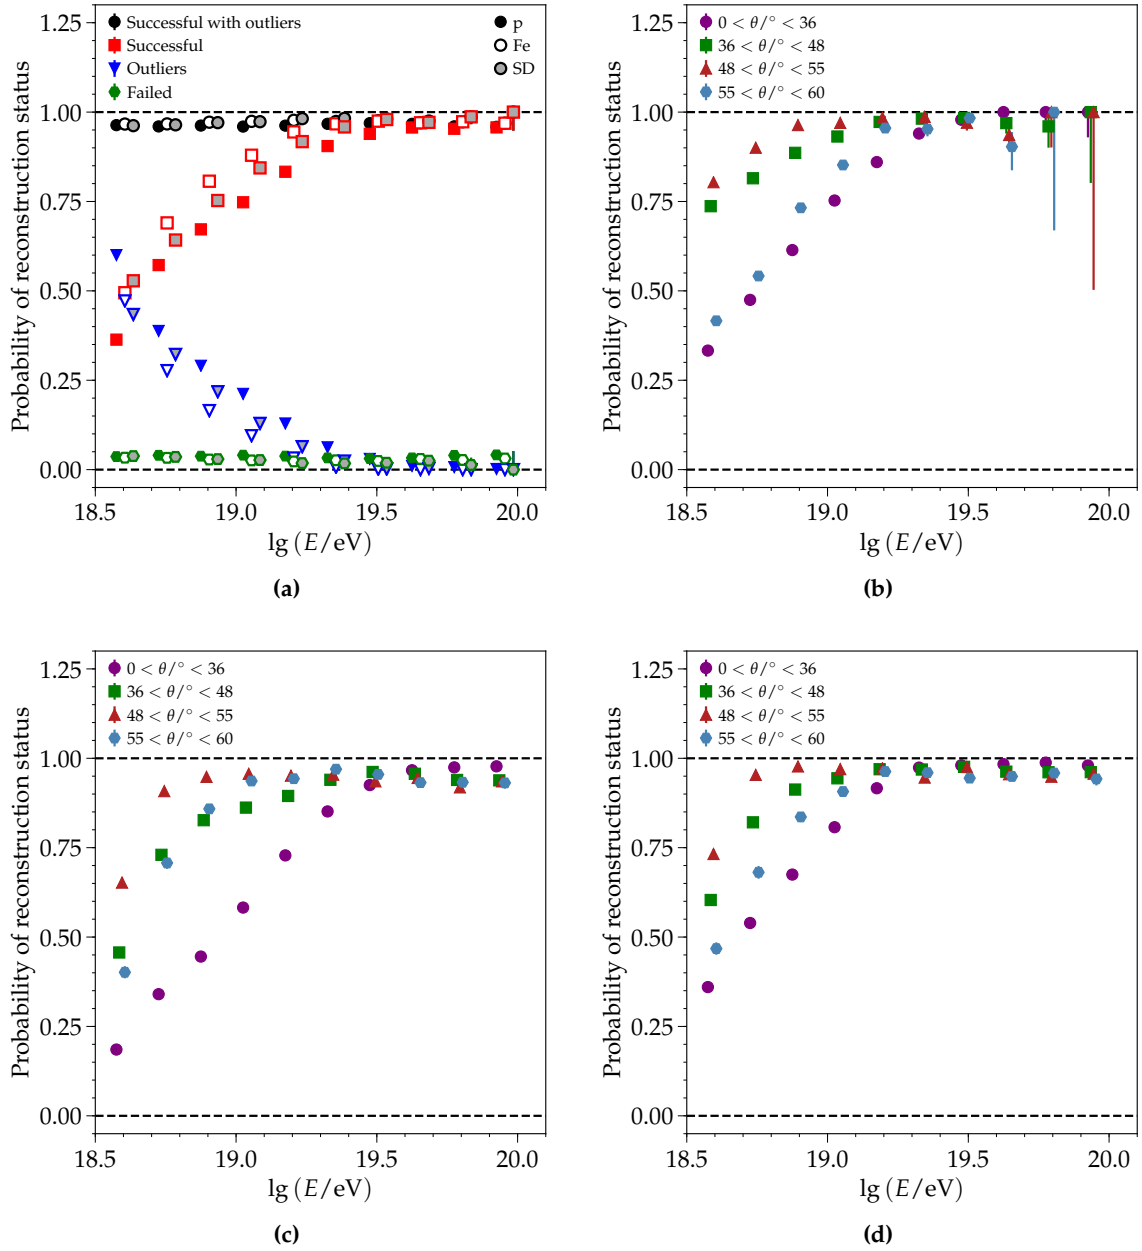 1.25
1.00
0.75
0.50
0.25
0.00
Probability of reconstruction status
Successful with outliers
Successful
Outliers
Failed
p
Fe
SD
18.5 19.0 19.5 20.0
lg (E/eV)
(a)
1.25
1.00
0.75
0.50
0.25
0.00
Probability of reconstruction status
0 < θ/° < 36
36 < θ/° < 48
48 < θ/° < 55
55 < θ/° < 60
18.5 19.0 19.5 20.0
lg (E/eV)
(b)
1.25
1.00
0.75
0.50
0.25
0.00
Probability of reconstruction status
0 < θ/° < 36
36 < θ/° < 48
48 < θ/° < 55
55 < θ/° < 60
18.5 19.0 19.5 20.0
lg (E/eV)
(c)
1.25
1.00
0.75
0.50
0.25
0.00
Probability of reconstruction status
0 < θ/° < 36
36 < θ/° < 48
48 < θ/° < 55
55 < θ/° < 60
18.5 19.0 19.5 20.0
lg (E/eV)
(d)